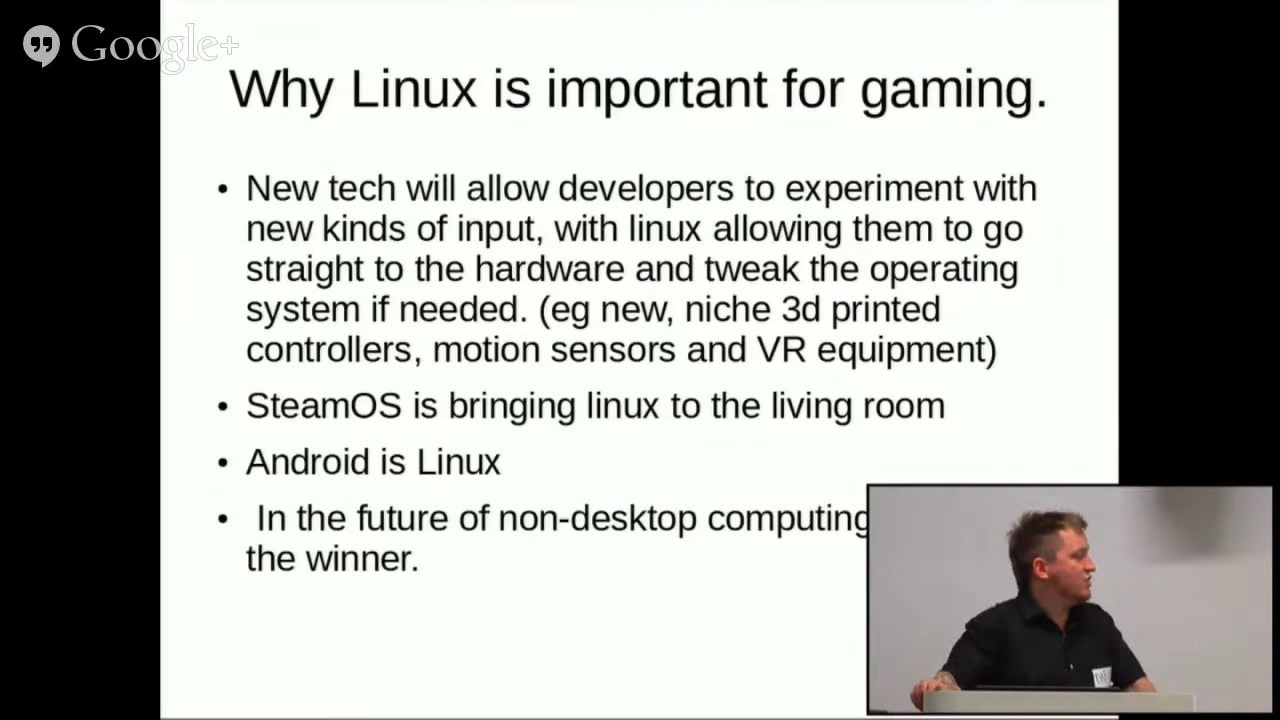 Google+
Why Linux is important for gaming.
• New tech will allow developers to experiment with
new kinds of input, with linux allowing them to go
straight to the hardware and tweak the operating
system if needed. (eg new, niche 3d printed
controllers, motion sensors and VR equipment)
• SteamOS is bringing linux to the living room
• Android is Linux
• In the future of non-desktop computing
the winner.